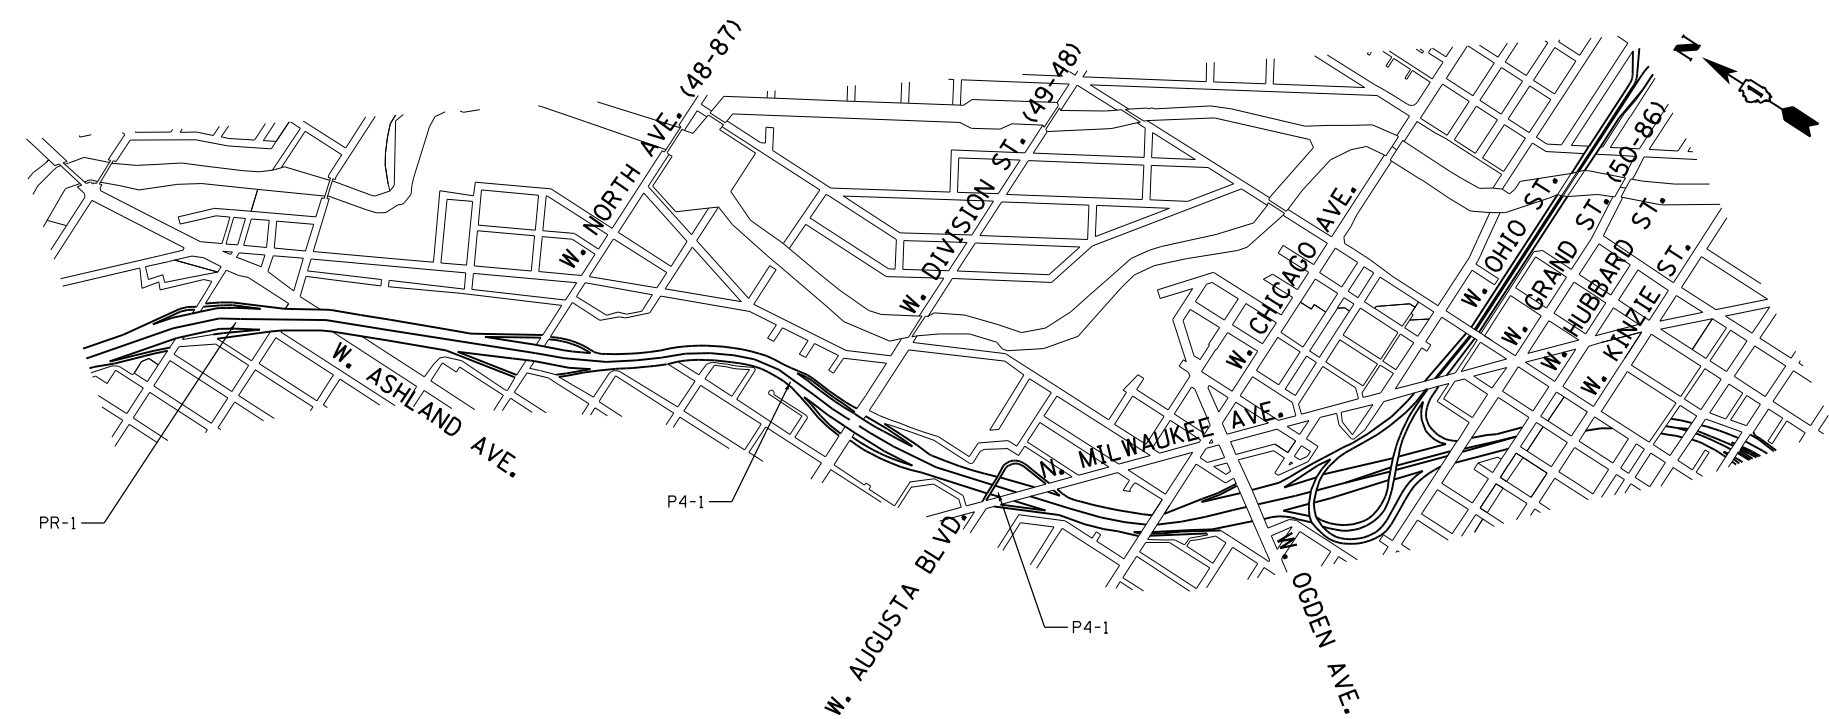 W. NORTH AVE. (48-87)
W. DIVISION ST. (49-48)
N
1
W. CHICAGO AVE.
W. OHIO ST.
W. GRAND ST. (50-86)
W. HUBBARD ST.
W. KINZIE ST.
W. ASHLAND AVE.
N. MILWAUKEE AVE.
PR-1
P4-1
W. AUGUSTA BLVD.
P4-1
W. OGDEN AVE.